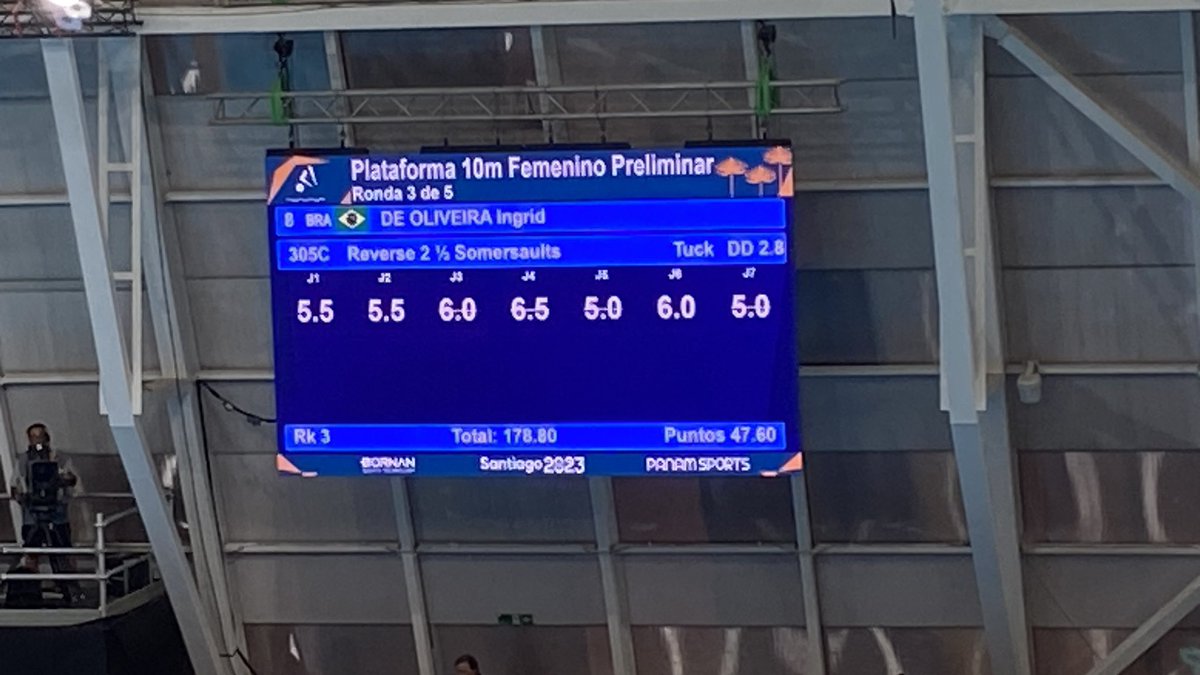 Plataforma 10m Femenino Preliminar
Ronda 3 de 5
8 BRA DE OLIVEIRA Ingrid
305C Reverse 2 ½ Somersaults Tuck DD 2.8
J1 J2 J3 J4 J5 J6 J7
5.5 5.5 6.0 6.5 5.0 6.0 5.0
Rk 3 Total: 178.80 Puntos 47.60
BORNAN Santiago 2023 PANAM SPORTS